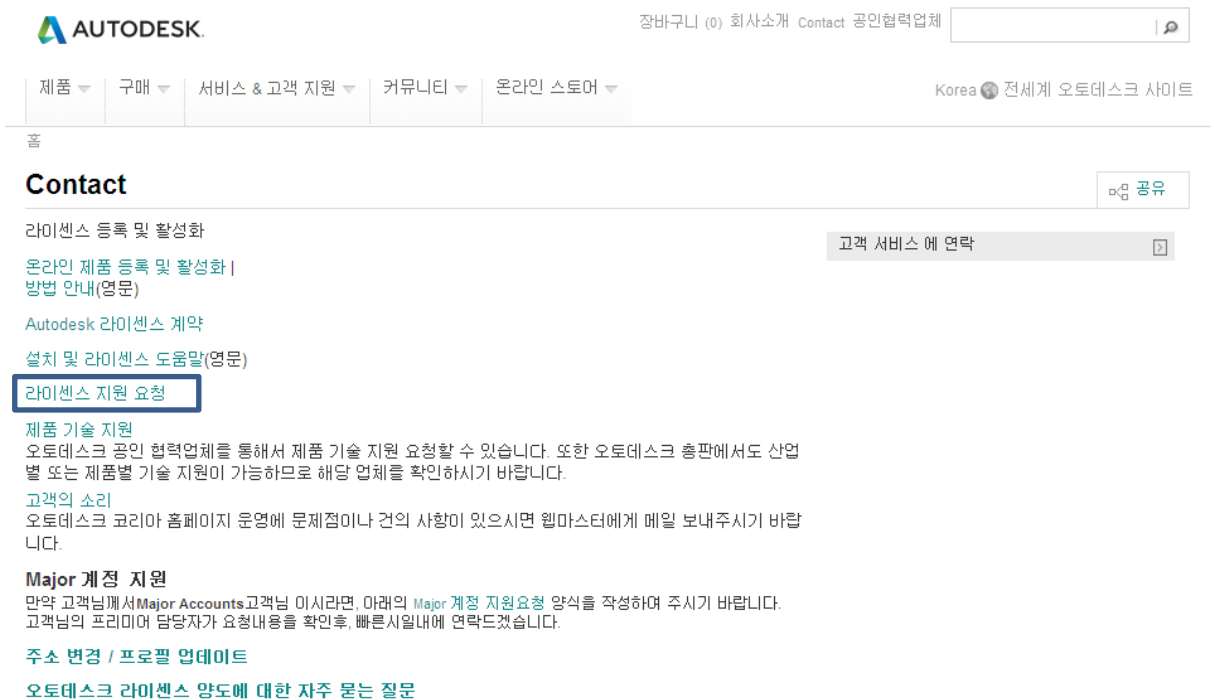 AUTODESK.
장바구니 (0) 회사소개 Contact 공인협력업체
제품 구매 서비스 & 고객 지원 커뮤니티 온라인 스토어
Korea 전세계 오토데스크 사이트
홈
Contact
공유
라이센스 등록 및 활성화
고객 서비스 에 연락
온라인 제품 등록 및 활성화 |
방법 안내(영문)
Autodesk 라이센스 계약
설치 및 라이센스 도움말(영문)
라이센스 지원 요청
제품 기술 지원
오토데스크 공인 협력업체를 통해서 제품 기술 지원 요청할 수 있습니다. 또한 오토데스크 총판에서도 산업
별 또는 제품별 기술 지원이 가능하므로 해당 업체를 확인하시기 바랍니다.
고객의 소리
오토데스크 코리아 홈페이지 운영에 문제점이나 건의 사항이 있으시면 웹마스터에게 메일 보내주시기 바랍
니다.
Major 계정 지원
만약 고객님께서Major Accounts고객님 이시라면, 아래의 Major 계정 지원요청 양식을 작성하여 주시기 바랍니다.
고객님의 프리미어 담당자가 요청내용을 확인후, 빠른시일내에 연락드겠습니다.
주소 변경 / 프로필 업데이트
오토데스크 라이센스 양도에 대한 자주 묻는 질문